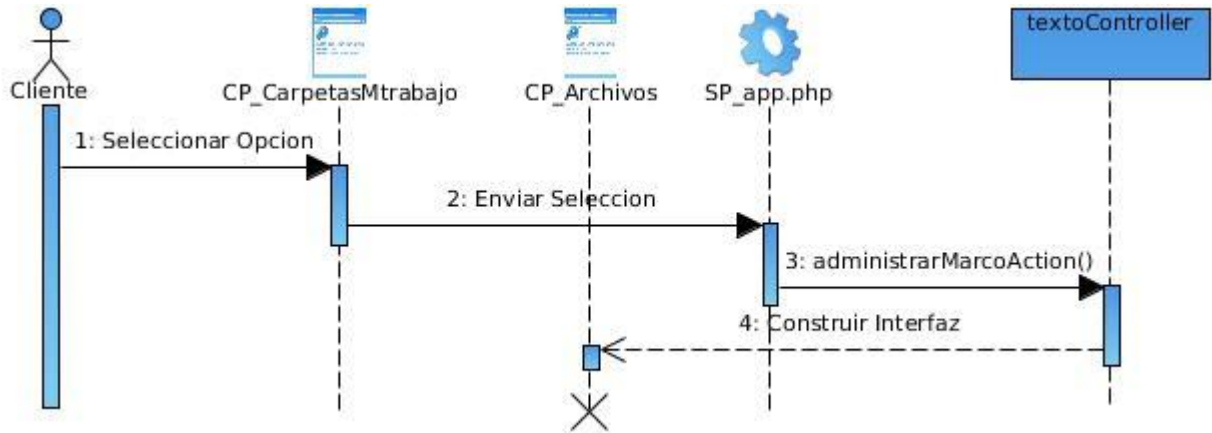 textoController
Cliente
CP_CarpetasMtrabajo
CP_Archivos
SP_app.php
1: Seleccionar Opcion
2: Enviar Seleccion
3: administrarMarcoAction()
4: Construir Interfaz